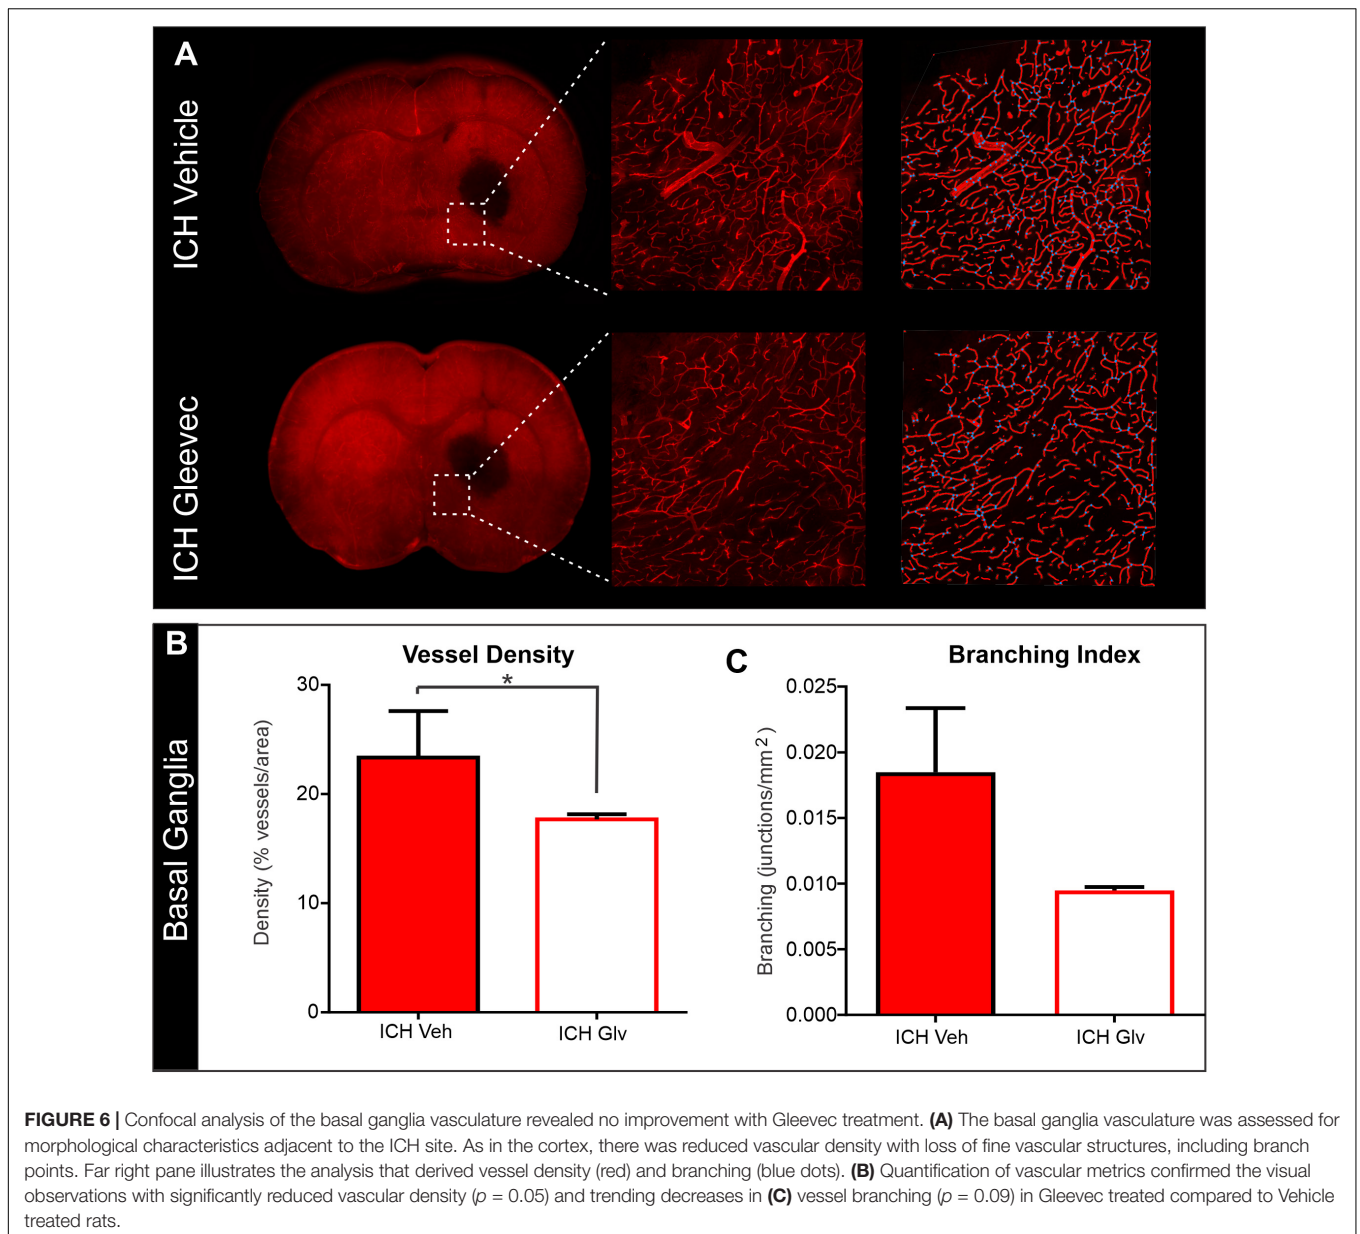 A
ICH Vehicle
ICH Gleevec
B
Basal Ganglia
Vessel Density
*
30
20
10
0
Density (% vessels/area)
ICH Veh
ICH Glv
C
Branching Index
0.025
0.020
0.015
0.010
0.005
0.000
Branching (junctions/mm²)
ICH Veh
ICH Glv
FIGURE 6 | Confocal analysis of the basal ganglia vasculature revealed no improvement with Gleevec treatment. (A) The basal ganglia vasculature was assessed for
morphological characteristics adjacent to the ICH site. As in the cortex, there was reduced vascular density with loss of fine vascular structures, including branch
points. Far right pane illustrates the analysis that derived vessel density (red) and branching (blue dots). (B) Quantification of vascular metrics confirmed the visual
observations with significantly reduced vascular density (p = 0.05) and trending decreases in (C) vessel branching (p = 0.09) in Gleevec treated compared to Vehicle
treated rats.